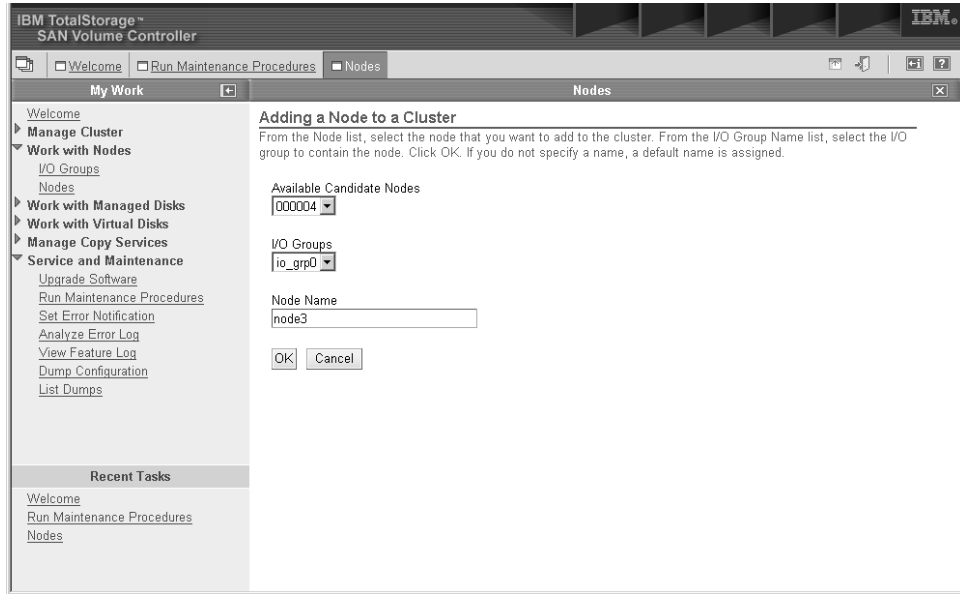 IBM TotalStorage™
SAN Volume Controller
IBM®
Welcome
Run Maintenance Procedures
Nodes
?
My Work
Nodes
Welcome
Manage Cluster
Work with Nodes
I/O Groups
Nodes
Work with Managed Disks
Work with Virtual Disks
Manage Copy Services
Service and Maintenance
Upgrade Software
Run Maintenance Procedures
Set Error Notification
Analyze Error Log
View Feature Log
Dump Configuration
List Dumps
Recent Tasks
Welcome
Run Maintenance Procedures
Nodes
Adding a Node to a Cluster
From the Node list, select the node that you want to add to the cluster. From the I/O Group Name list, select the I/O
group to contain the node. Click OK. If you do not specify a name, a default name is assigned.
Available Candidate Nodes
000004
I/O Groups
io_grp0
Node Name
node3
OK
Cancel